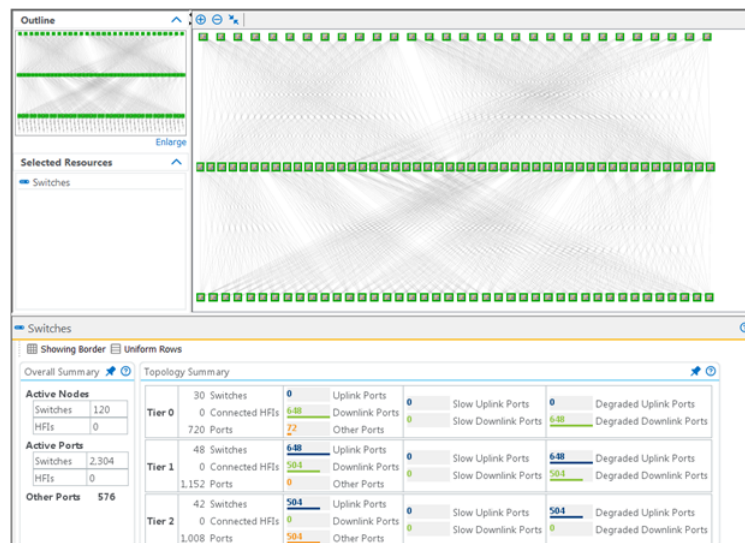 Outline
Enlarge
Selected Resources
Switches
Switches
Showing Border Uniform Rows
Overall Summary
Active Nodes
Switches 120
HFIs 0
Active Ports
Switches 2,304
HFIs 0
Other Ports 576
Topology Summary
Tier 0
30 Switches
0 Connected HFIs
720 Ports
0 Uplink Ports
648 Downlink Ports
72 Other Ports
0 Slow Uplink Ports
0 Slow Downlink Ports
0 Degraded Uplink Ports
648 Degraded Downlink Ports
Tier 1
48 Switches
0 Connected HFIs
1,152 Ports
648 Uplink Ports
504 Downlink Ports
0 Other Ports
0 Slow Uplink Ports
0 Slow Downlink Ports
648 Degraded Uplink Ports
504 Degraded Downlink Ports
Tier 2
42 Switches
0 Connected HFIs
1,008 Ports
504 Uplink Ports
0 Downlink Ports
504 Other Ports
0 Slow Uplink Ports
0 Slow Downlink Ports
504 Degraded Uplink Ports
0 Degraded Downlink Ports